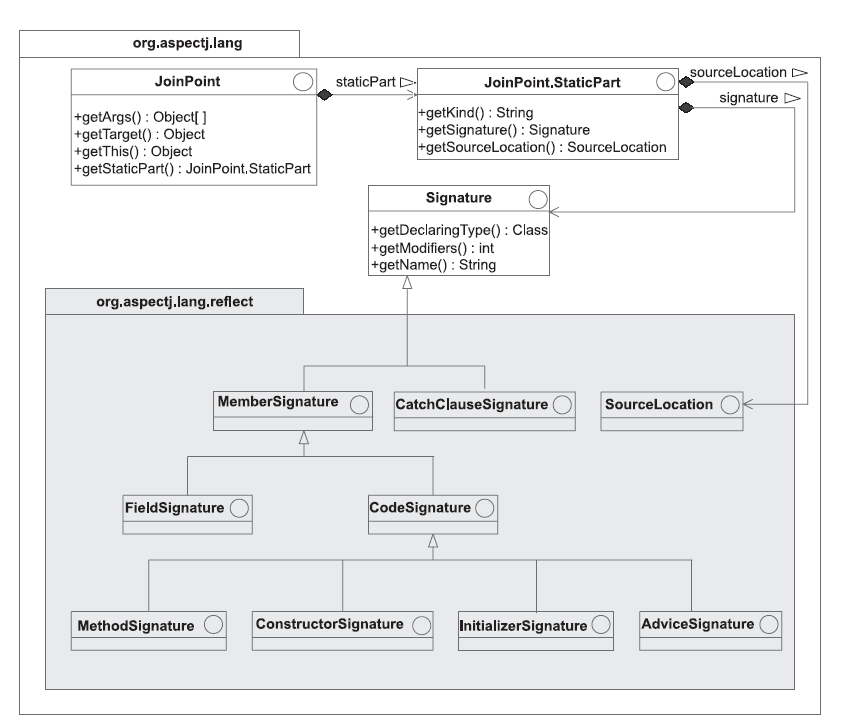 org.aspectj.lang
JoinPoint
+getArgs() : Object[ ]
+getTarget() : Object
+getThis() : Object
+getStaticPart() : JoinPoint.StaticPart
staticPart
JoinPoint.StaticPart
+getKind() : String
+getSignature() : Signature
+getSourceLocation() : SourceLocation
sourceLocation
signature
Signature
+getDeclaringType() : Class
+getModifiers() : int
+getName() : String
org.aspectj.lang.reflect
MemberSignature
CatchClauseSignature
SourceLocation
FieldSignature
CodeSignature
MethodSignature
ConstructorSignature
InitializerSignature
AdviceSignature